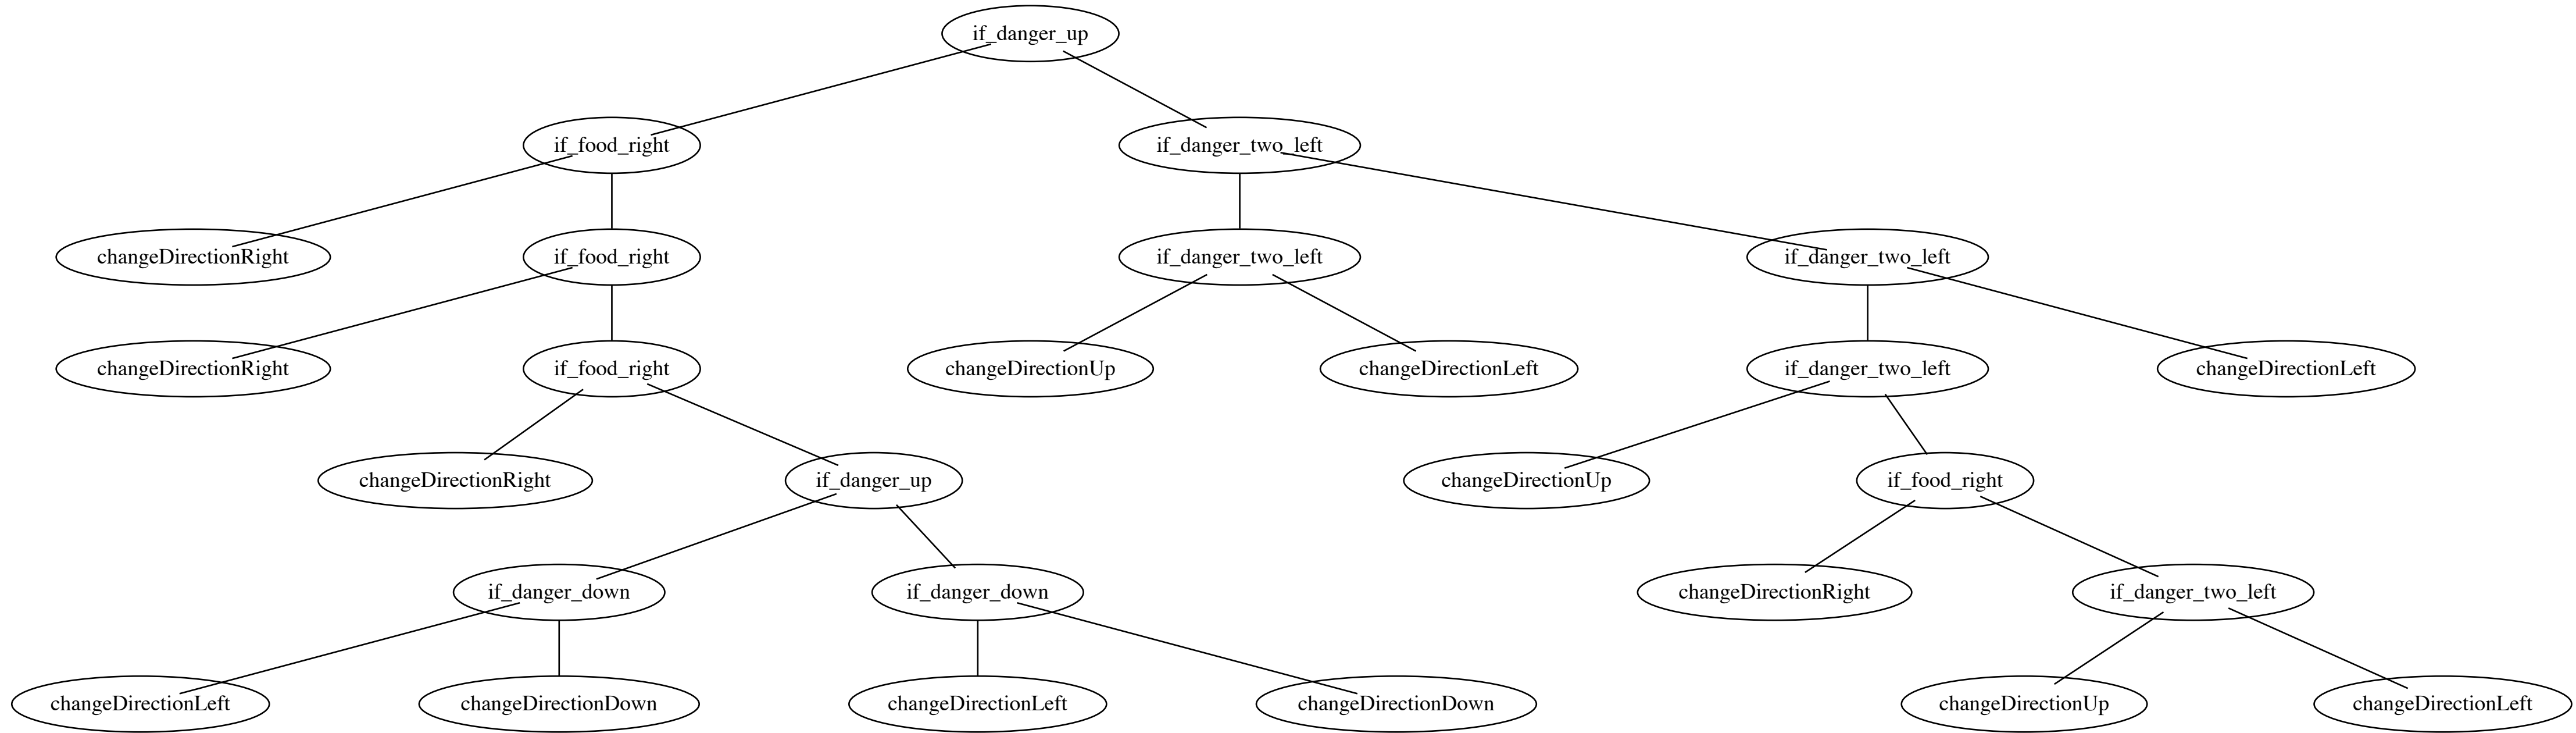 if_danger_up
if_food_right
if_danger_two_left
changeDirectionRight
if_food_right
if_danger_two_left
if_danger_two_left
changeDirectionRight
if_food_right
changeDirectionUp
changeDirectionLeft
if_danger_two_left
changeDirectionLeft
changeDirectionRight
if_danger_up
changeDirectionUp
if_food_right
if_danger_down
if_danger_down
changeDirectionRight
if_danger_two_left
changeDirectionLeft
changeDirectionDown
changeDirectionLeft
changeDirectionDown
changeDirectionUp
changeDirectionLeft